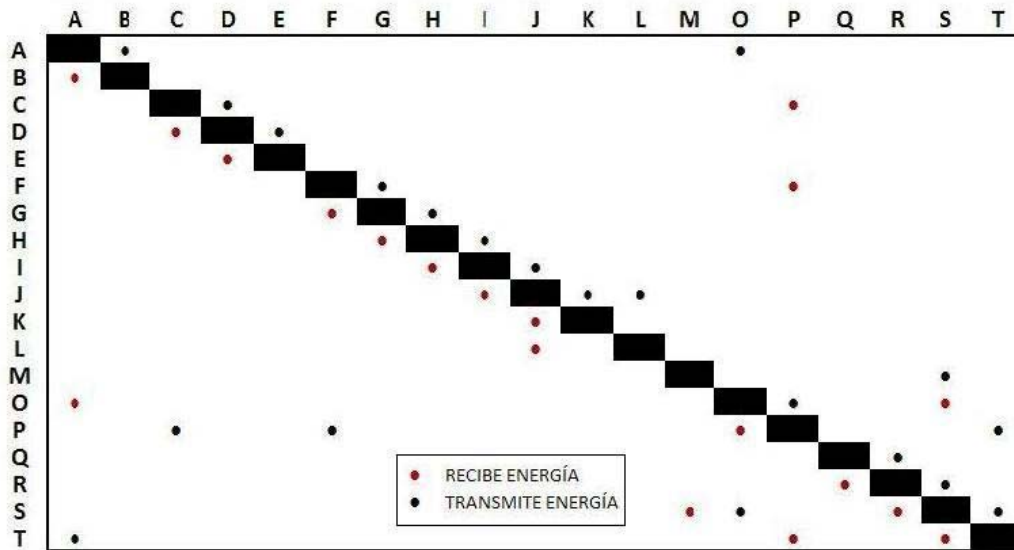 A B C D E F G H I J K L M O P Q R S T
A
B
C
D
E
F
G
H
I
J
K
L
M
O
P
Q
R
S
T
RECIBE ENERGÍA
TRANSMITE ENERGÍA